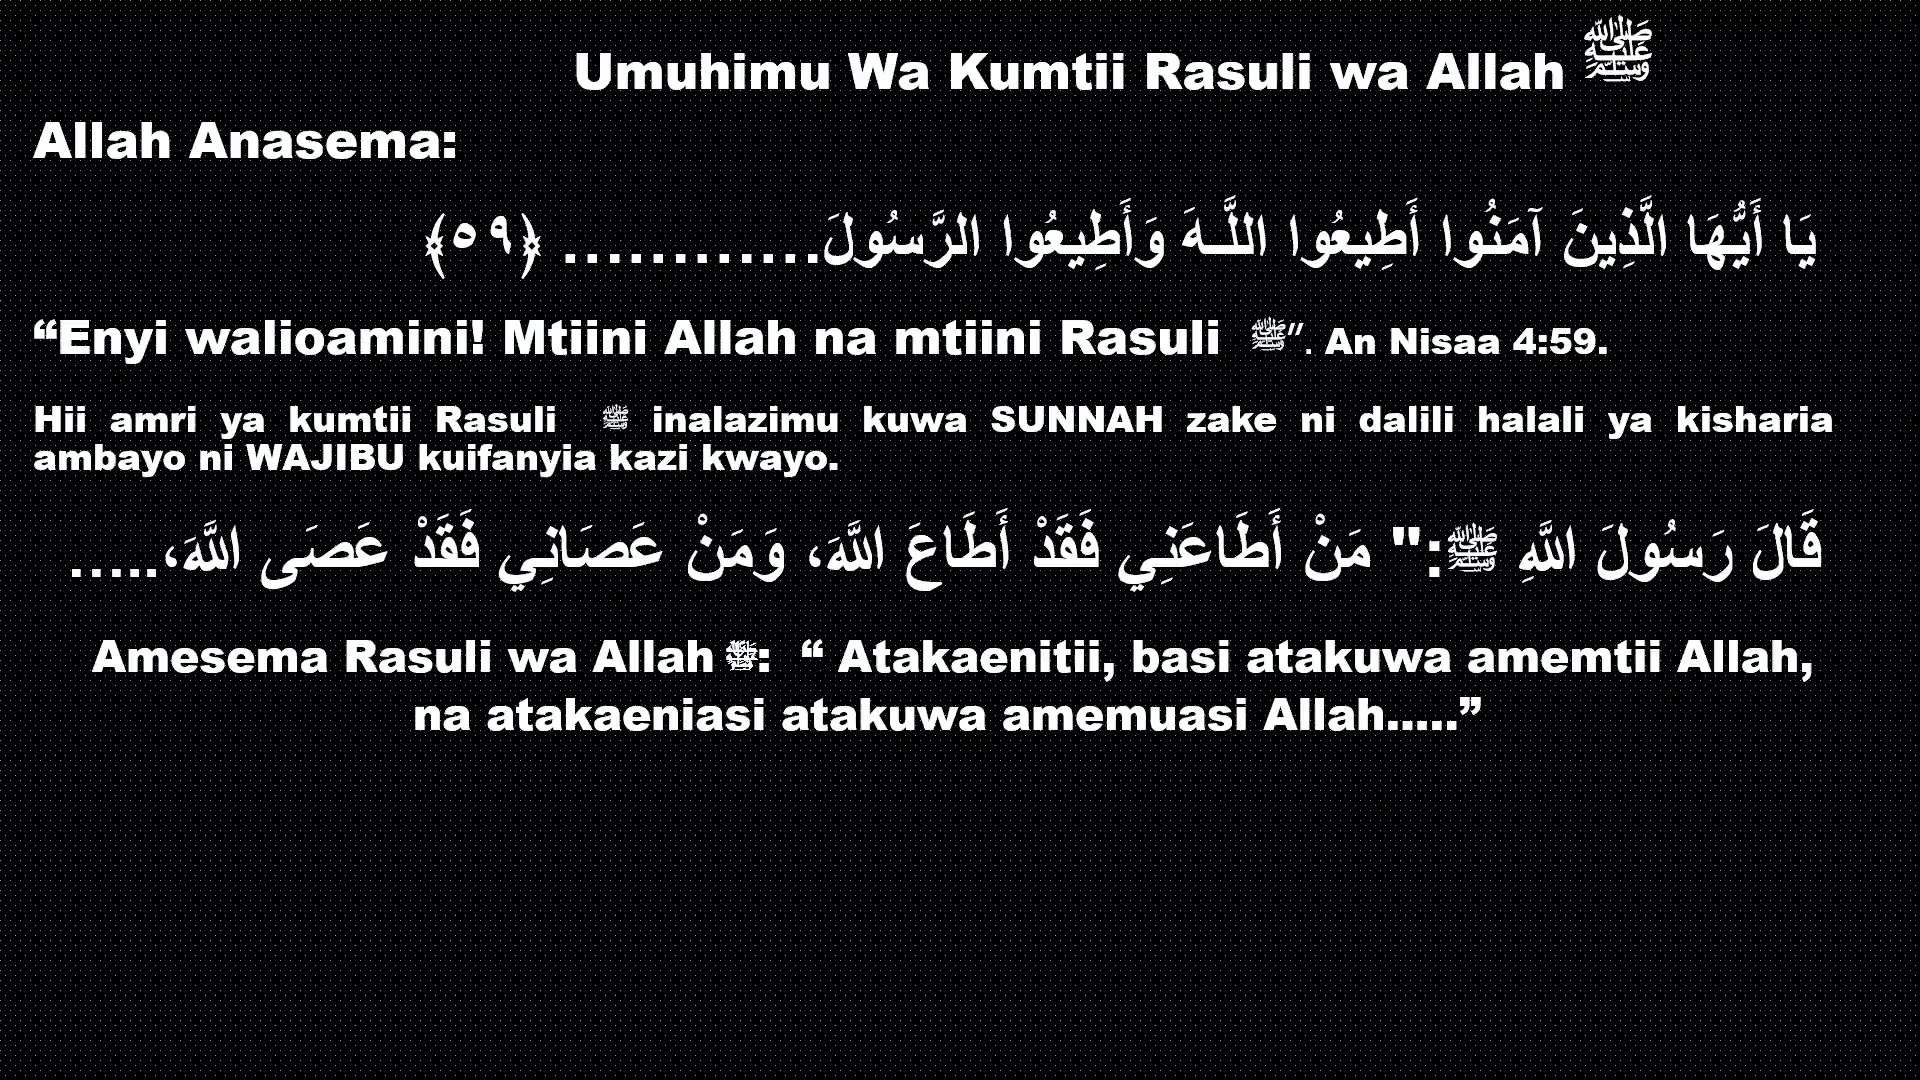 Umuhimu Wa Kumtii Rasuli wa Allah ﷺ
Allah Anasema:
يَا أَيُّهَا الَّذِينَ آمَنُوا أَطِيعُوا اللَّـهَ وَأَطِيعُوا الرَّسُولَ............ ﴿٥٩﴾
“Enyi walioamini! Mtiini Allah na mtiini Rasuli ﷺ”. An Nisaa 4:59.
Hii amri ya kumtii Rasuli ﷺ inalazimu kuwa SUNNAH zake ni dalili halali ya kisharia
ambayo ni WAJIBU kuifanyia kazi kwayo.
قَالَ رَسُولَ اللَّهِ ﷺ:" مَنْ أَطَاعَنِي فَقَدْ أَطَاعَ اللَّهَ، وَمَنْ عَصَانِي فَقَدْ عَصَى اللَّهَ،.....
Amesema Rasuli wa Allah ﷺ: “ Atakaenitii, basi atakuwa amemtii Allah,
na atakaeniasi atakuwa amemuasi Allah.....”